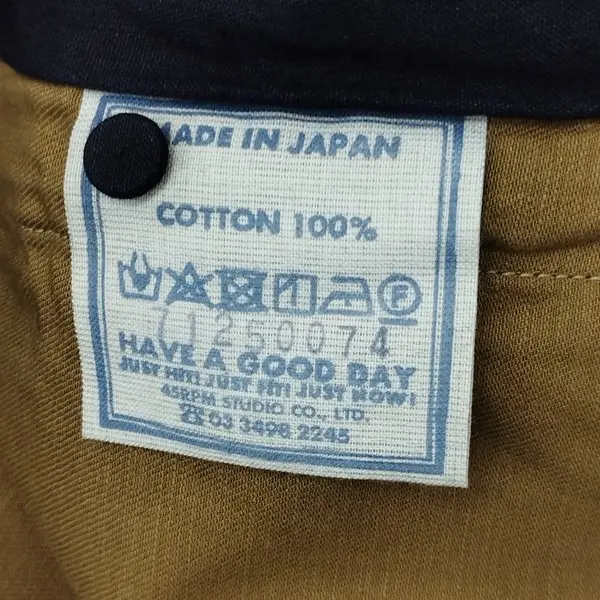 MADE IN JAPAN
COTTON 100%
F
71250074
HAVE A GOOD DAY
JUST HIT! JUST FIT! JUST NOW!
45RPM STUDIO CO., LTD.
☎ 03 3498 2245